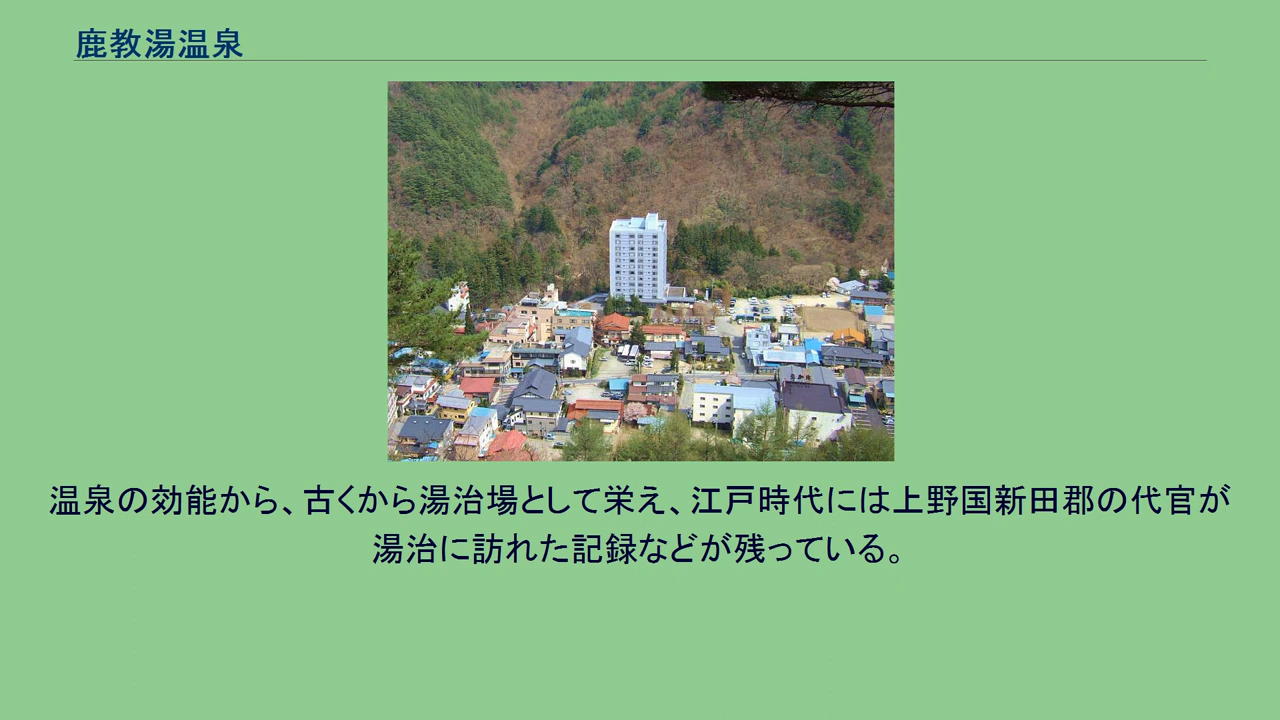 鹿教湯温泉
温泉の効能から、古くから湯治場として栄え、江戸時代には上野国新田郡の代官が
湯治に訪れた記録などが残っている。